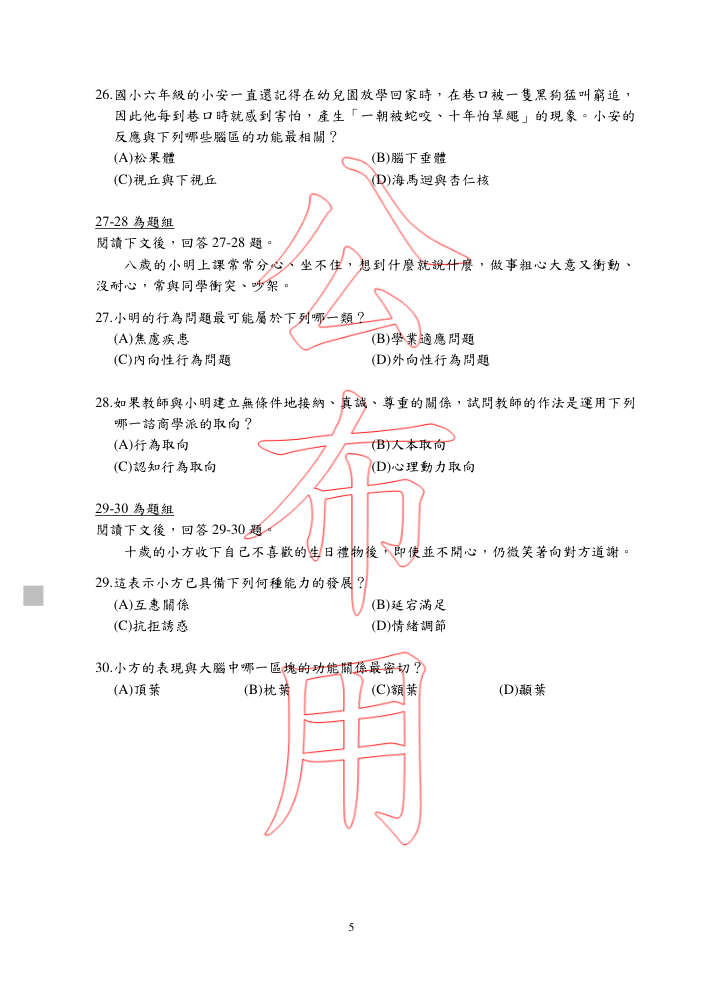 26.國小六年級的小安一直還記得在幼兒園放學回家時，在巷口被一隻黑狗猛叫窮追，
因此他每到巷口時就感到害怕，產生「一朝被蛇咬、十年怕草繩」的現象。小安的
反應與下列哪些腦區的功能最相關？
(A)松果體 (B)腦下垂體
(C)視丘與下視丘 (D)海馬迴與杏仁核
27-28 為題組
閱讀下文後，回答 27-28 題。
八歲的小明上課常常分心、坐不住，想到什麼就說什麼，做事粗心大意又衝動、
沒耐心，常與同學衝突、吵架。
27.小明的行為問題最可能屬於下列哪一類？
(A)焦慮疾患 (B)學業適應問題
(C)內向性行為問題 (D)外向性行為問題
28.如果教師與小明建立無條件地接納、真誠、尊重的關係，試問教師的作法是運用下列
哪一諮商學派的取向？
(A)行為取向 (B)人本取向
(C)認知行為取向 (D)心理動力取向
29-30 為題組
閱讀下文後，回答 29-30 題。
十歲的小方收下自己不喜歡的生日禮物後，即使並不開心，仍微笑著向對方道謝。
29.這表示小方已具備下列何種能力的發展？
(A)互惠關係 (B)延宕滿足
(C)抗拒誘惑 (D)情緒調節
30.小方的表現與大腦中哪一區塊的功能關係最密切？
(A)頂葉 (B)枕葉 (C)額葉 (D)顳葉
公布用
5